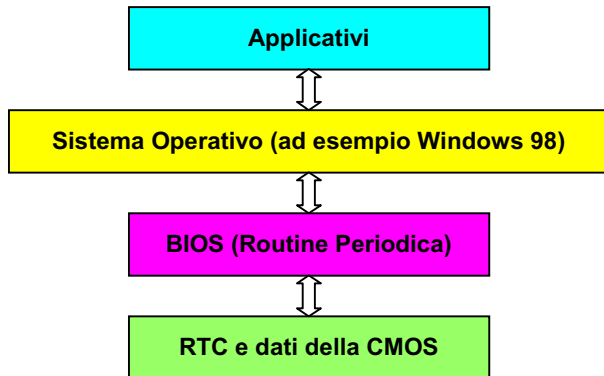 Applicativi
Sistema Operativo (ad esempio Windows 98)
BIOS (Routine Periodica)
RTC e dati della CMOS